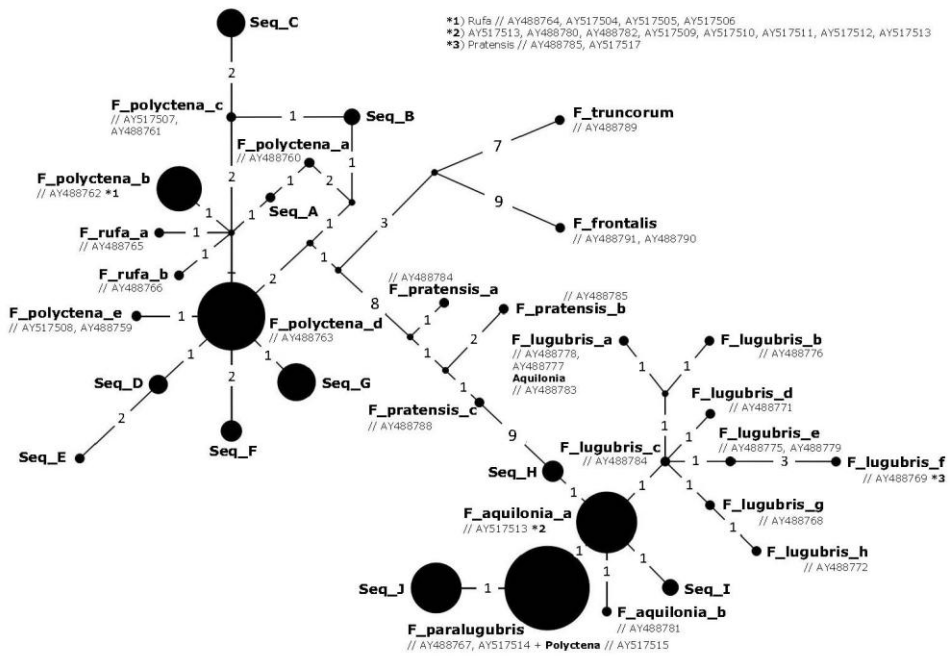 Seq_C
*1) Rufa // AY488764, AY517504, AY517505, AY517506
*2) AY517513, AY488780, AY488782, AY517509, AY517510, AY517511, AY517512, AY517513
*3) Pratensis // AY488785, AY517517
2
F_polyctena_c
// AY517507,
AY488761
1
Seq_B
F_truncorum
// AY488789
7
F_polyctena_a
// AY488760
F_polyctena_b
// AY488762 *1
2
1
2
1
1
1
Seq_A
9
F_frontalis
// AY488791, AY488790
F_rufa_a
// AY488765
1
1
1
3
F_rufa_b
// AY488766
1
1
2
1
// AY488784
F_pratensis_a
// AY488785
F_pratensis_b
8
F_polyctena_e
// AY517508, AY488759
1
F_polyctena_d
// AY488763
1
2
F_lugubris_a
// AY488778,
AY488777
Aquilonia
// AY488783
F_lugubris_b
// AY488776
1
1
1
1
Seq_D
1
2
1
Seq_G
1
F_lugubris_d
// AY488771
F_pratensis_c
// AY488788
2
1
1
Seq_E
Seq_F
9
F_lugubris_c
// AY488784
F_lugubris_e
// AY488775, AY488779
1
3
F_lugubris_f
// AY488769 *3
Seq_H
1
1
1
F_lugubris_g
// AY488768
F_aquilonia_a
// AY517513 *2
1
F_lugubris_h
// AY488772
1
1
1
Seq_J
1
Seq_I
F_aquilonia_b
// AY488781
F_paralugubris
// AY488767, AY517514 + Polyctena // AY517515